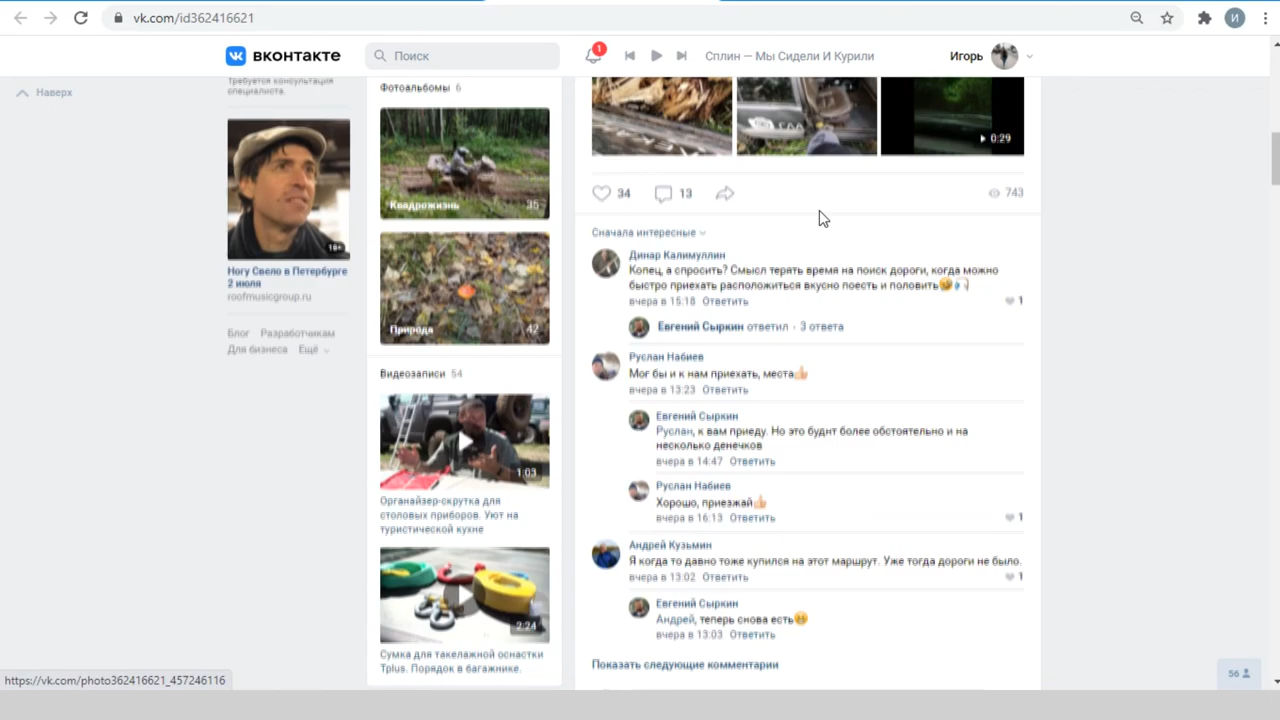 vk.com/id362416621
И
вконтакте
Поиск
1
Сплин — Мы Сидели И Курили
Игорь
Наверх
Требуется консультация
специалиста.
18+
Ногу Свело в Петербурге
2 июля
roofmusicgroup.ru
Блог Разработчикам
Для бизнеса Ещё
Фотоальбомы 6
Квадрожизнь 35
Природа 42
Видеозаписи 54
1:03
Органайзер-скрутка для
столовых приборов. Уют на
туристической кухне
2:24
Сумка для такелажной оснастки
Tplus. Порядок в багажнике.
0:29
34 13 743
Сначала интересные
Динар Калимуллин
Копец, а спросить? Смысл терять время на поиск дороги, когда можно
быстро приехать расположиться вкусно поесть и половить
вчера в 15:18 Ответить 1
Евгений Сыркин ответил · 3 ответа
Руслан Набиев
Мог бы и к нам приехать, места👍
вчера в 13:23 Ответить
Евгений Сыркин
Руслан, к вам приеду. Но это буднт более обстоятельно и на
несколько денечков
вчера в 14:47 Ответить
Руслан Набиев
Хорошо, приезжай👍
вчера в 16:13 Ответить 1
Андрей Кузьмин
Я когда то давно тоже купился на этот маршрут. Уже тогда дороги не было.
вчера в 13:02 Ответить 1
Евгений Сыркин
Андрей, теперь снова есть
вчера в 13:03 Ответить
Показать следующие комментарии
56
https://vk.com/photo362416621_457246116